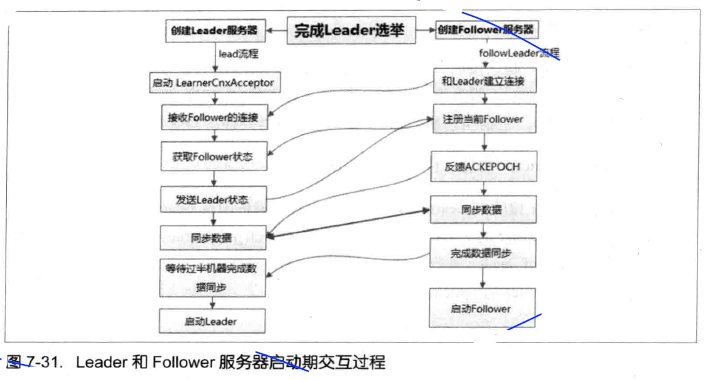 完成Leader选举
创建Leader服务器
lead流程
启动 LearnerCnxAcceptor
接收Follower的连接
获取Follower状态
发送Leader状态
同步数据
等待过半机器完成数
据同步
启动Leader
创建Follower服务器
followLeader流程
和Leader建立连接
注册当前Follower
反馈ACKEPOCH
同步数据
完成数据同步
启动Follower
图 7-31. Leader 和 Follower 服务器启动期交互过程